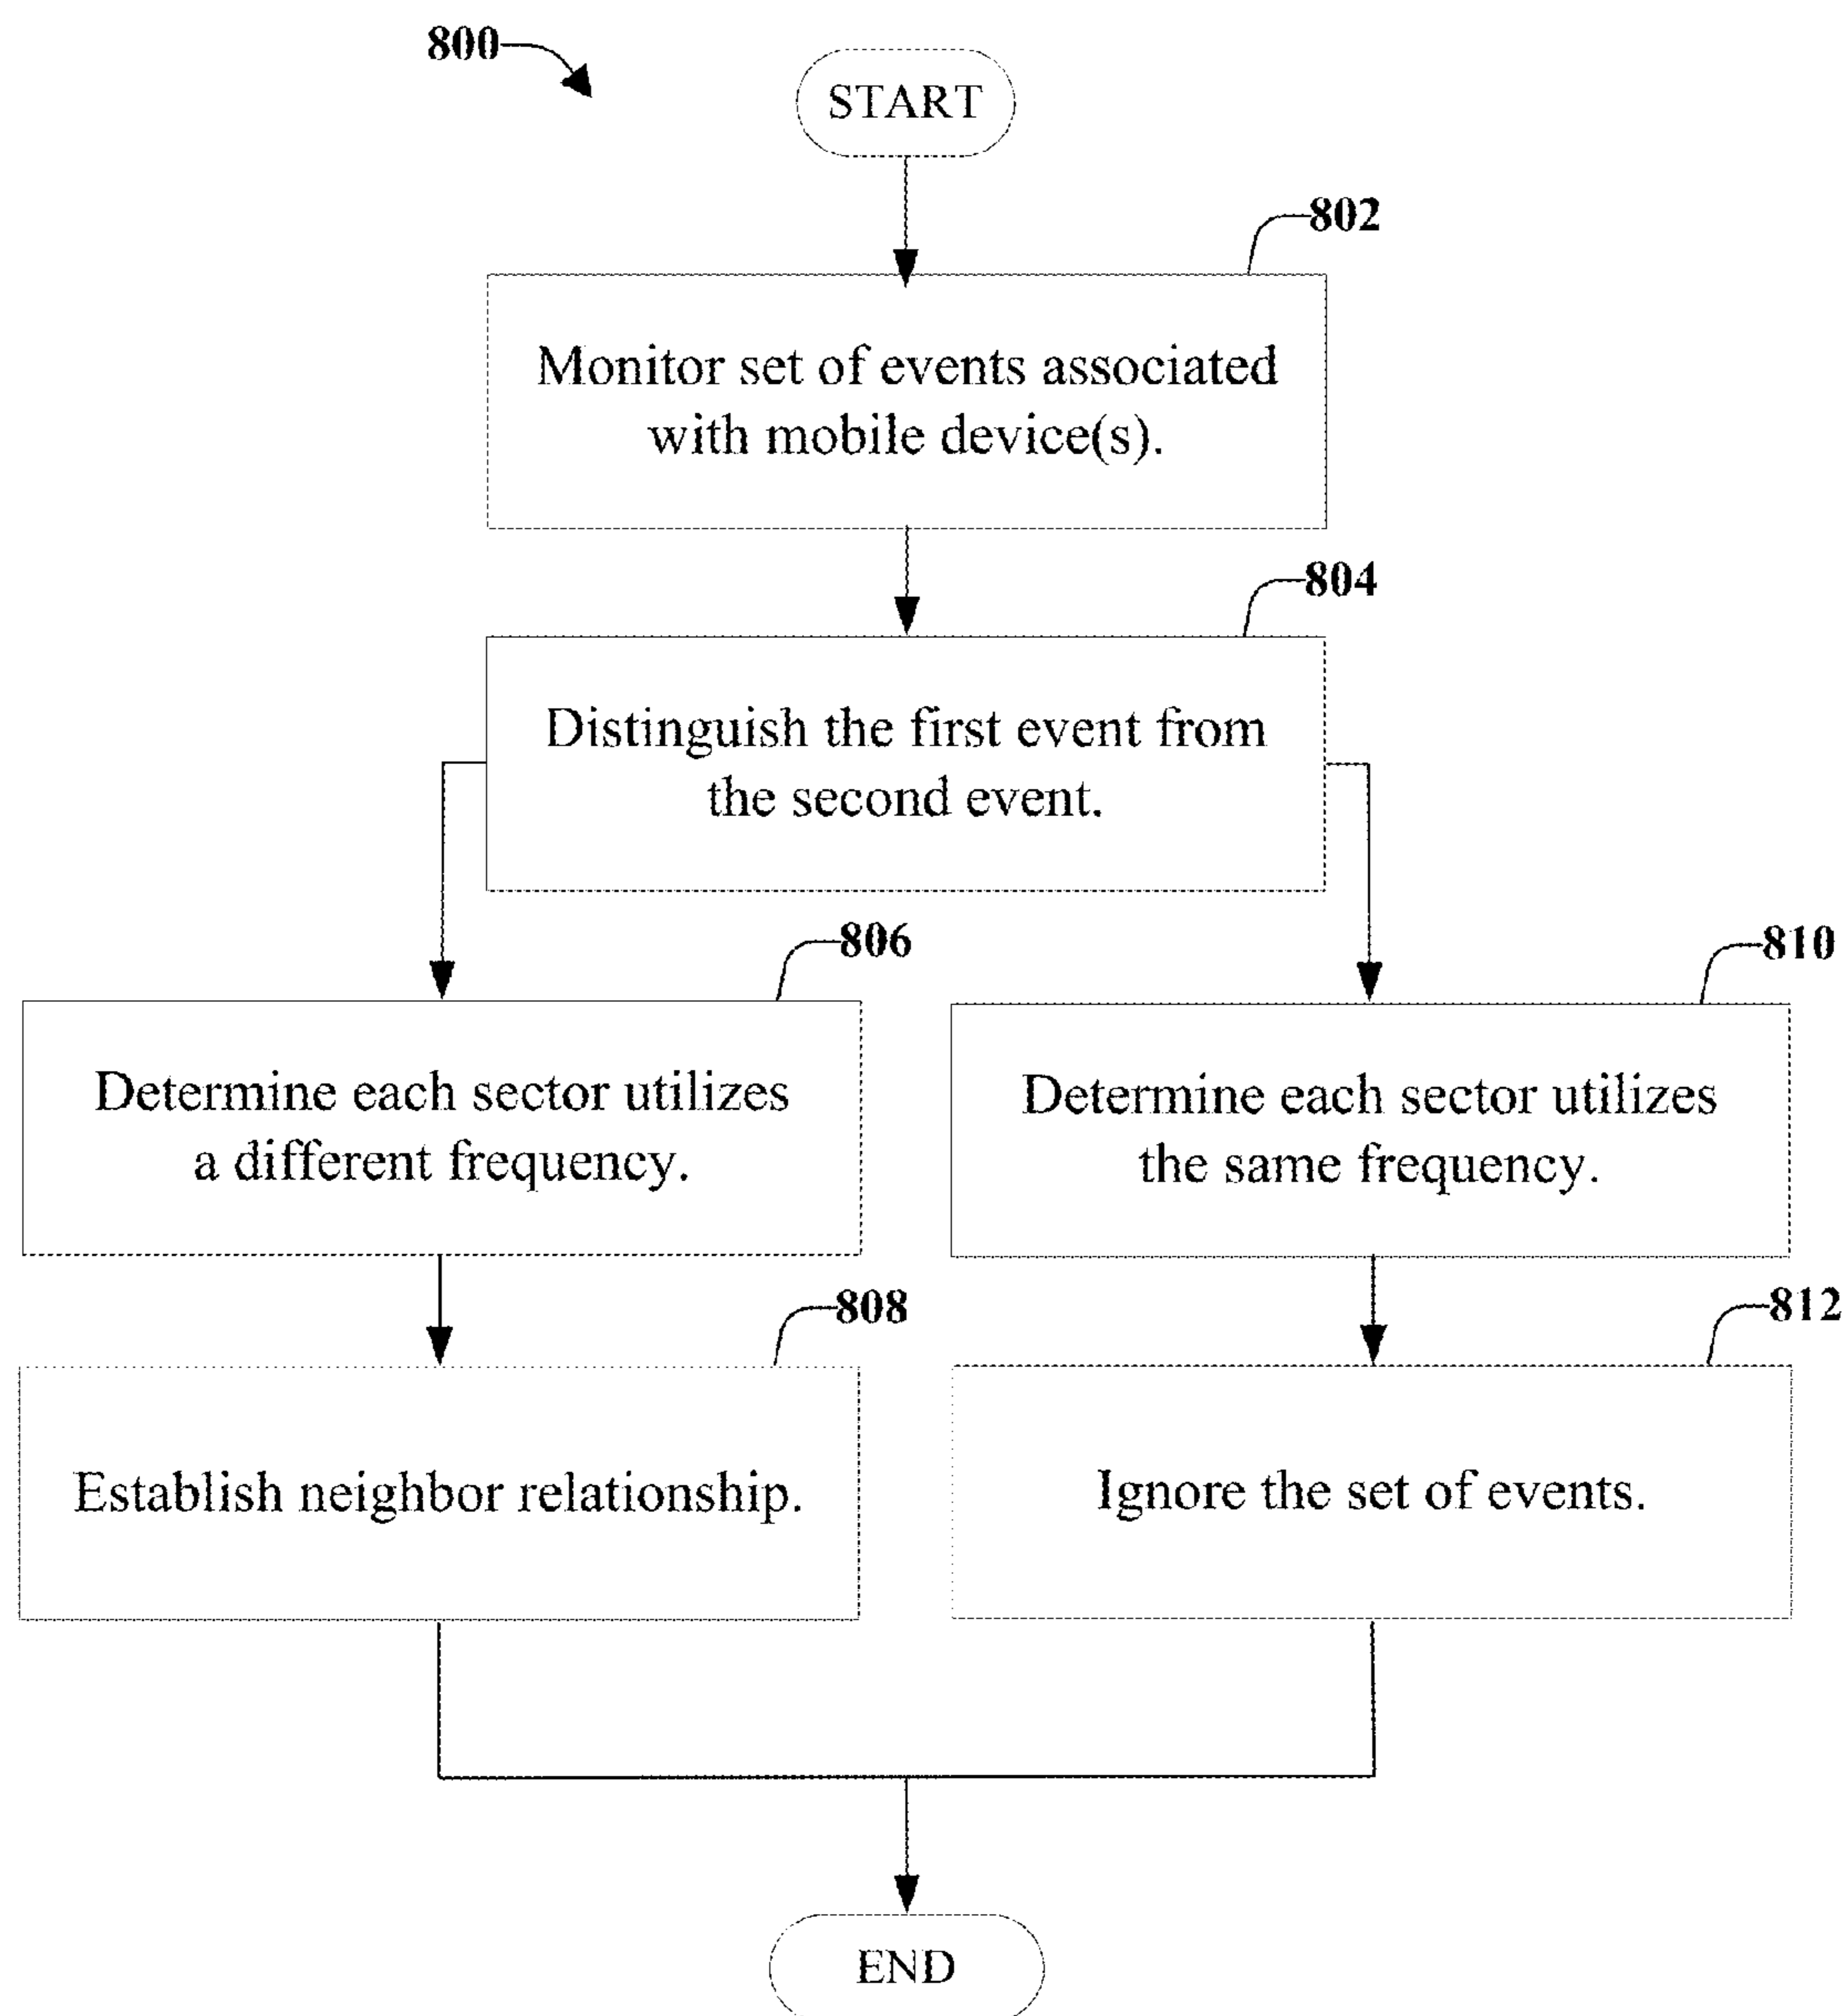 800
START
802
Monitor set of events associated
with mobile device(s).
804
Distinguish the first event from
the second event.
806
Determine each sector utilizes
a different frequency.
810
Determine each sector utilizes
the same frequency.
808
Establish neighbor relationship.
812
Ignore the set of events.
END